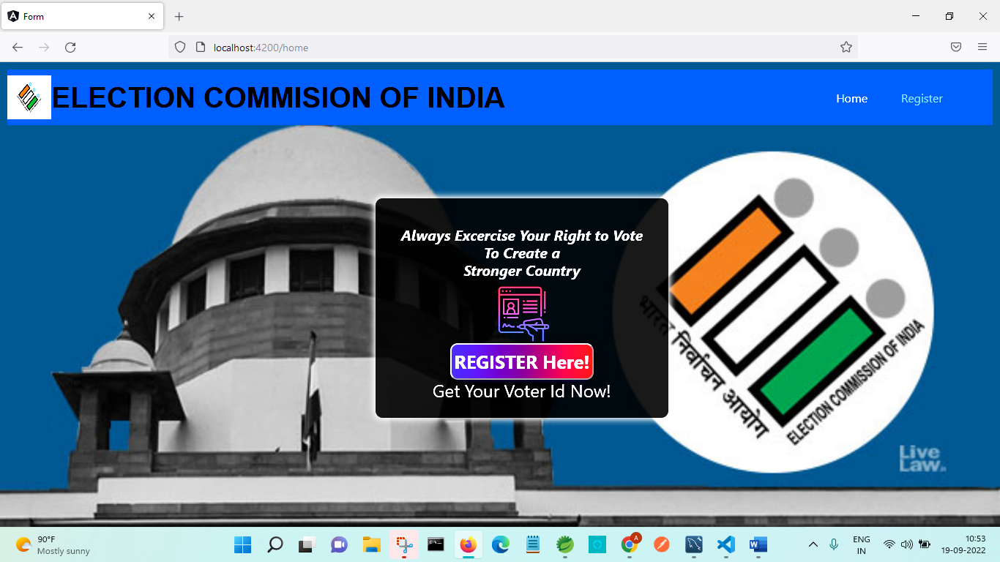 Form
localhost:4200/home
ELECTION COMMISION OF INDIA
Home
Register
Always Excercise Your Right to Vote
To Create a
Stronger Country
REGISTER Here!
Get Your Voter Id Now!
भारत निर्वाचन आयोग
ELECTION COMMISSION OF INDIA
Live
Law.in
90°F
Mostly sunny
A
W
ENG
IN
10:53
19-09-2022